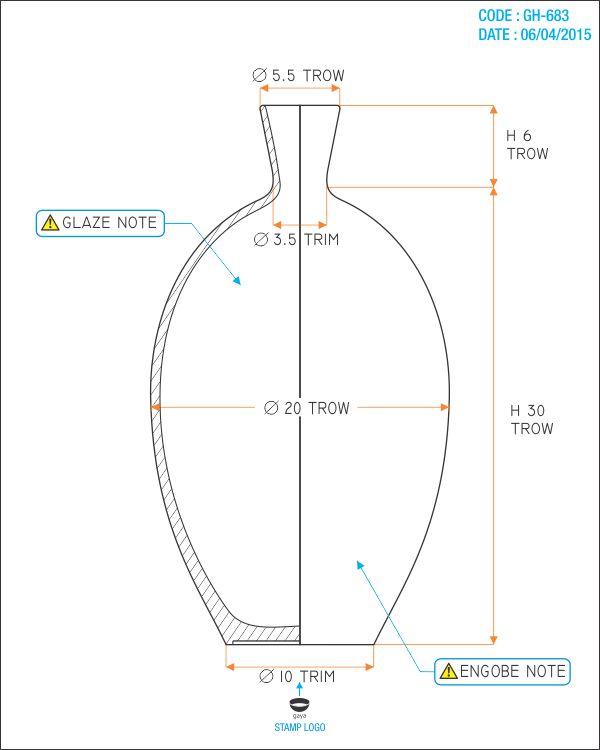 CODE : GH-683
DATE : 06/04/2015
Ø 5.5 TROW
H 6
TROW
GLAZE NOTE
Ø 3.5 TRIM
Ø 20 TROW
H 30
TROW
ENGOBE NOTE
Ø 10 TRIM
gaya
STAMP LOGO